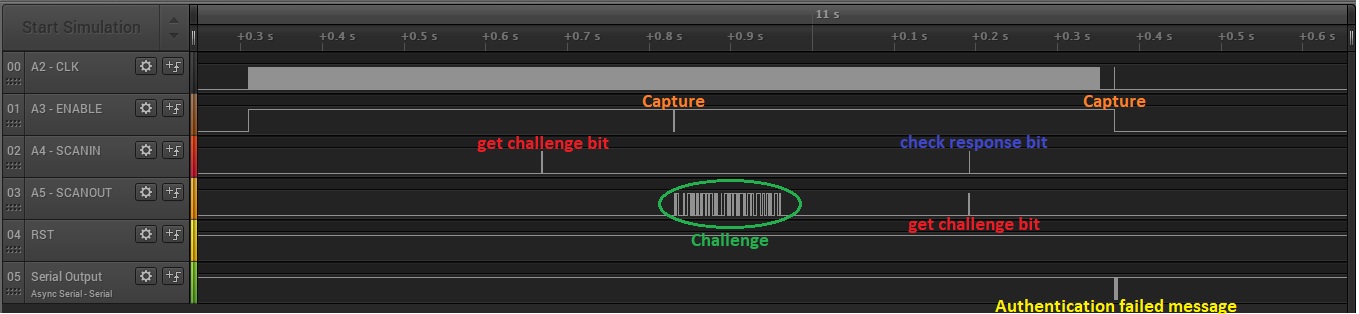 Start Simulation
11 s
+0.3 s +0.4 s +0.5 s +0.6 s +0.7 s +0.8 s +0.9 s +0.1 s +0.2 s +0.3 s +0.4 s +0.5 s +0.6 s
00 A2 - CLK
01 A3 - ENABLE
Capture Capture
02 A4 - SCANIN
get challenge bit check response bit
03 A5 - SCANOUT
get challenge bit
04 RST
Challenge
05 Serial Output
Async Serial - Serial
Authentication failed message